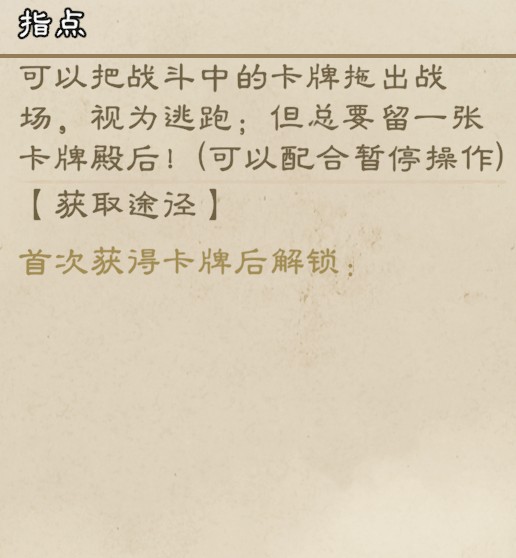 指点
可以把战斗中的卡牌拖出战
场，视为逃跑；但总要留一张
卡牌殿后！(可以配合暂停操作)
【获取途径】
首次获得卡牌后解锁：